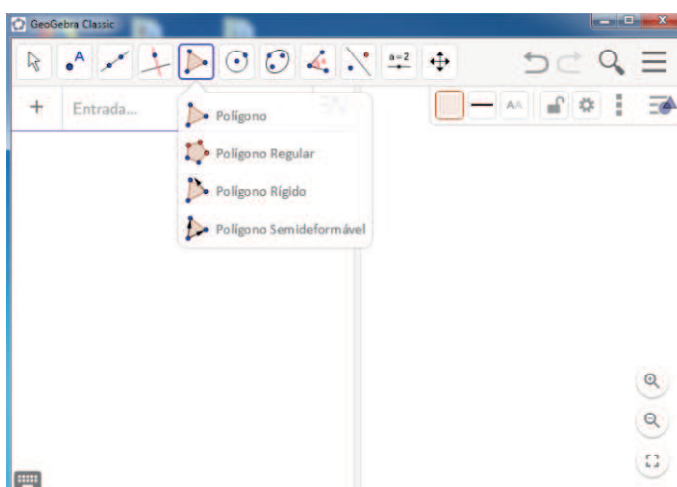 GeoGebra Classic
A
a=2
Entrada...
AA
Polígono
Polígono Regular
Polígono Rígido
Polígono Semideformável